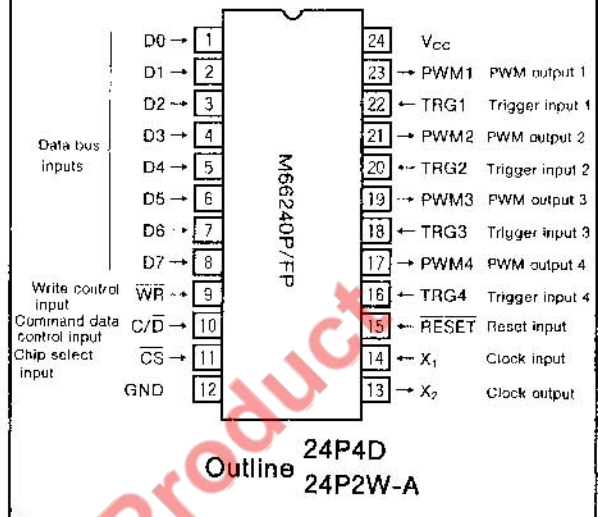 D0 → 1 24 VCC
D1 → 2 23 → PWM1 PWM output 1
D2 → 3 22 ← TRG1 Trigger input 1
D3 → 4 21 → PWM2 PWM output 2
Data bus inputs
D4 → 5 20 ← TRG2 Trigger input 2
D5 → 6 19 → PWM3 PWM output 3
D6 → 7 18 ← TRG3 Trigger input 3
D7 → 8 17 → PWM4 PWM output 4
Write control input W̅R̅ → 9 16 ← TRG4 Trigger input 4
Command data control input C/D̅ → 10 15 ← R̅E̅S̅E̅T̅ Reset input
Chip select input C̅S̅ → 11 14 ← X₁ Clock input
GND 12 13 → X₂ Clock output
M66240P/FP
Outline 24P4D
24P2W-A
Product